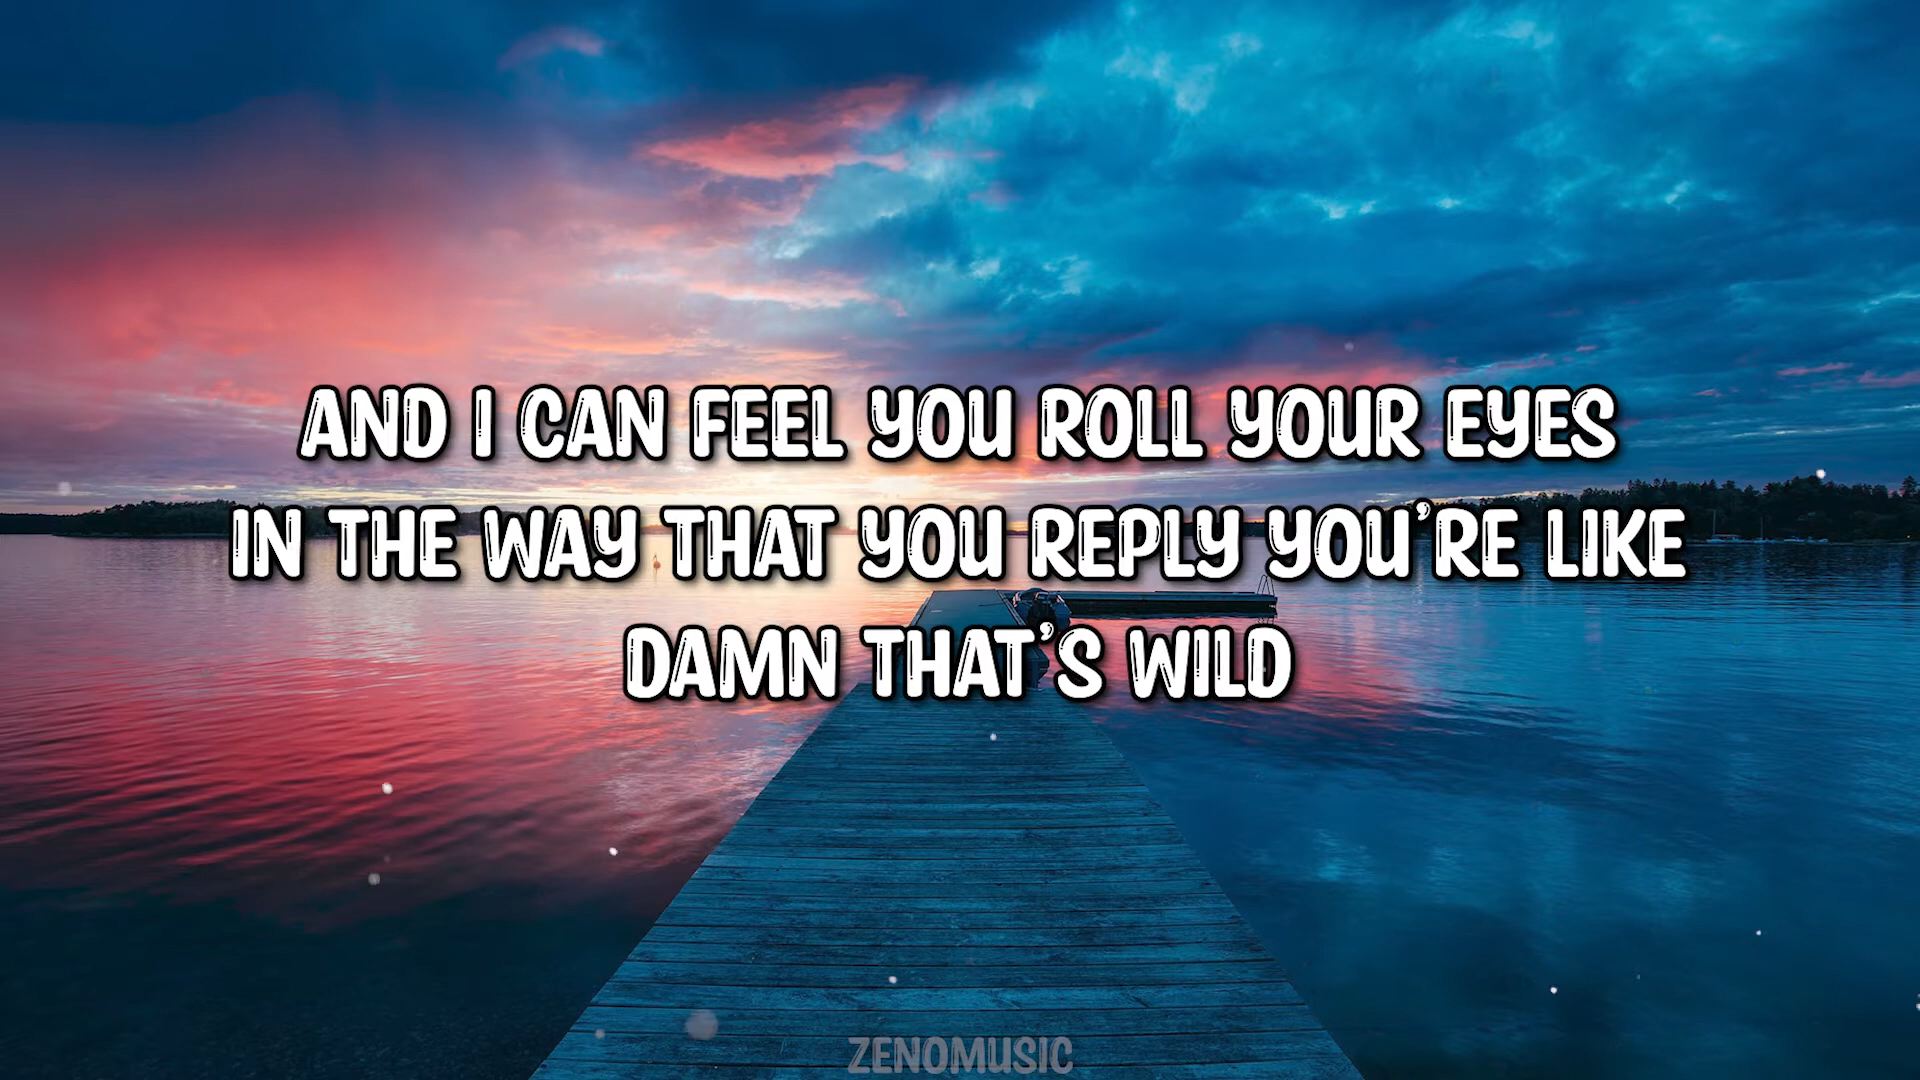 AND I CAN FEEL YOU ROLL YOUR EYES
IN THE WAY THAT YOU REPLY YOU'RE LIKE
DAMN THAT'S WILD
ZENOMUSIC